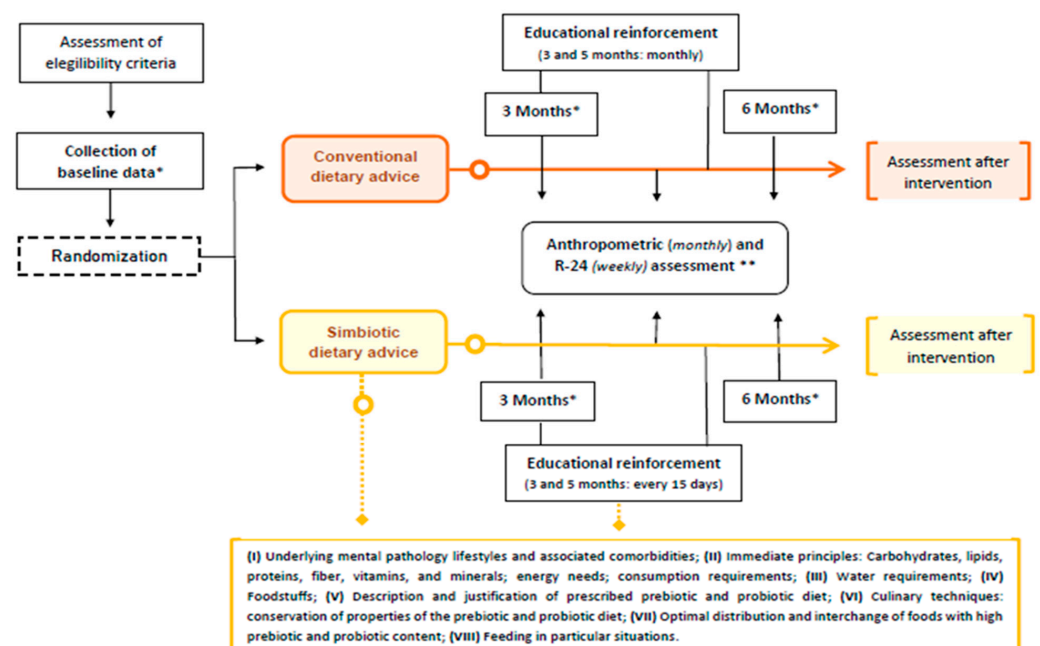 Assessment of
elegilibility criteria
Collection of
baseline data*
Randomization
Educational reinforcement
(3 and 5 months: monthly)
3 Months*
6 Months*
Conventional
dietary advice
Assessment after
intervention
Anthropometric (monthly) and
R-24 (weekly) assessment **
Simbiotic
dietary advice
Assessment after
intervention
3 Months*
6 Months*
Educational reinforcement
(3 and 5 months: every 15 days)
(I) Underlying mental pathology lifestyles and associated comorbidities; (II) Immediate principles: Carbohydrates, lipids,
proteins, fiber, vitamins, and minerals; energy needs; consumption requirements; (III) Water requirements; (IV)
Foodstuffs; (V) Description and justification of prescribed prebiotic and probiotic diet; (VI) Culinary techniques:
conservation of properties of the prebiotic and probiotic diet; (VII) Optimal distribution and interchange of foods with high
prebiotic and probiotic content; (VIII) Feeding in particular situations.